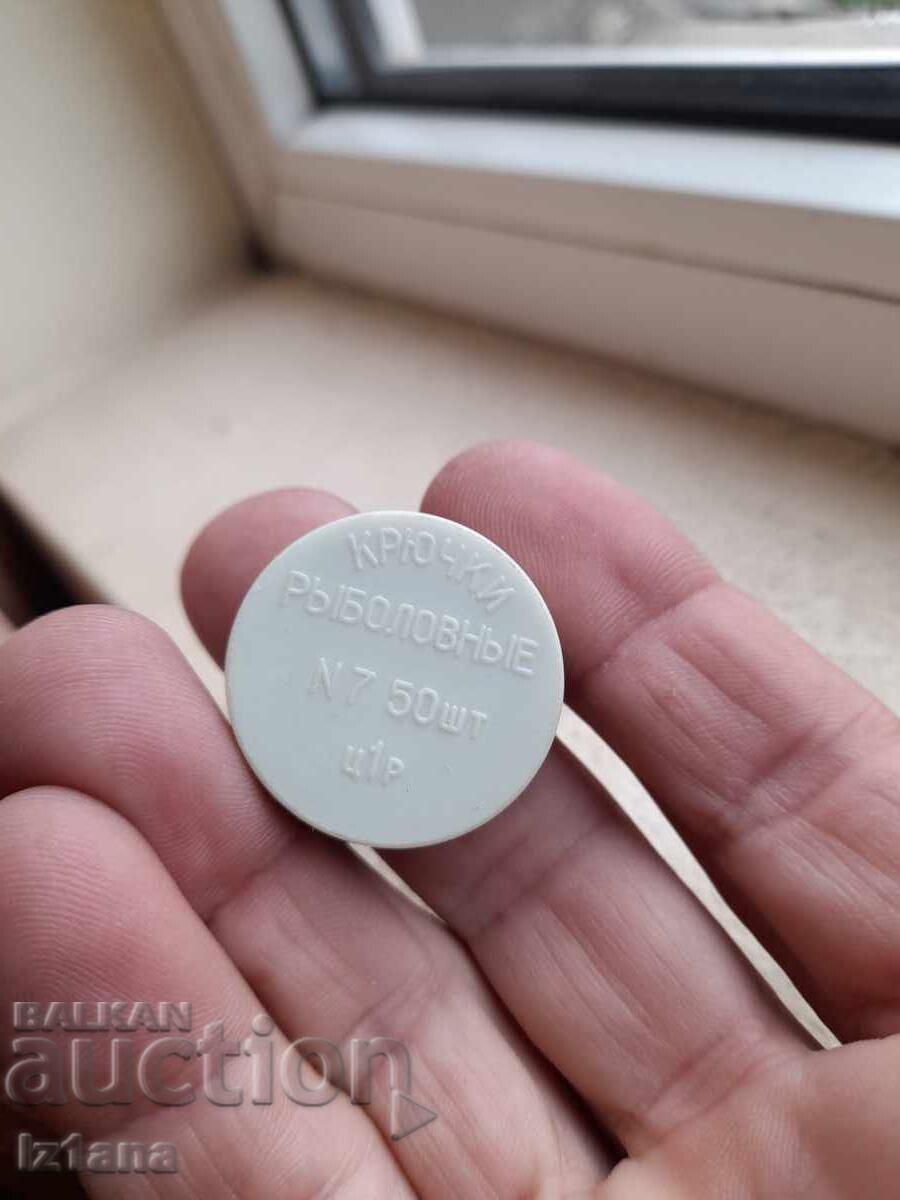 КРЮЧКИ
РЫБОЛОВНЫЕ
N 7 50шт
ц1р
BALKAN
auction
Iz1ana